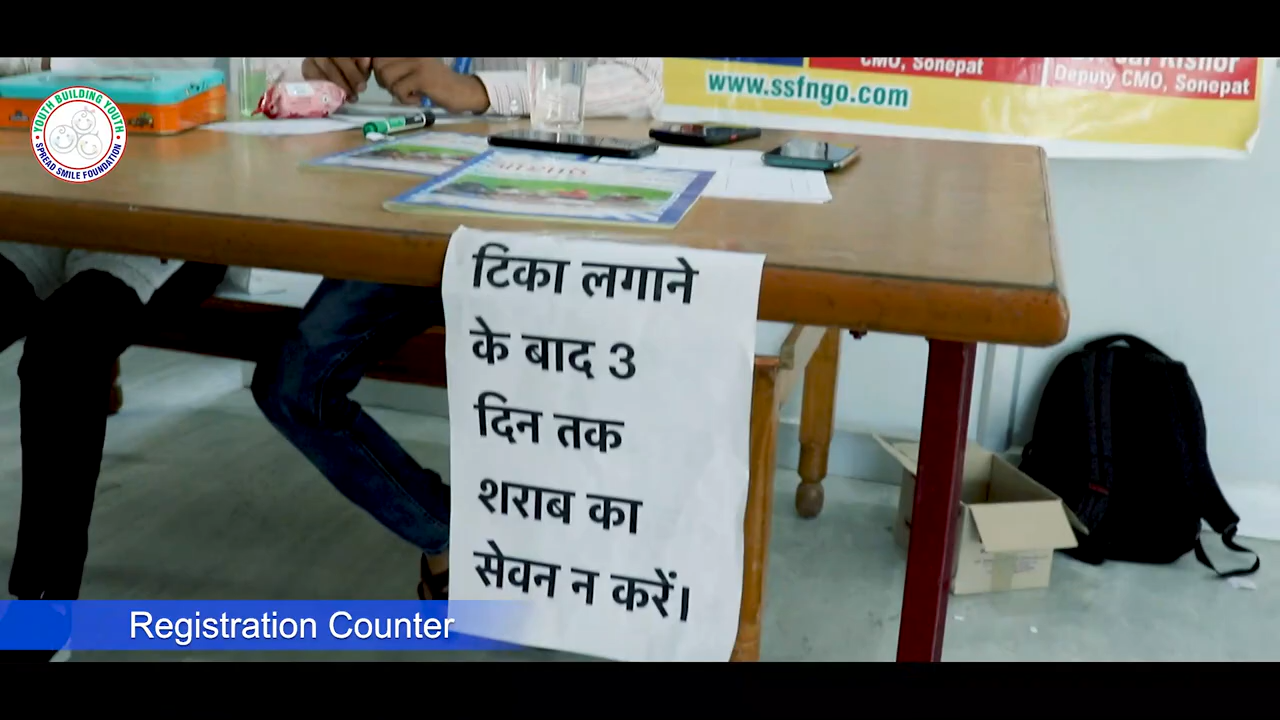 YOUTH BUILDING YOUTH
SPREAD SMILE FOUNDATION
CMO, Sonepat
Kishor
Deputy CMO, Sonepat
www.ssfngo.com
टिका लगाने
के बाद 3
दिन तक
शराब का
सेवन न करें।
Registration Counter